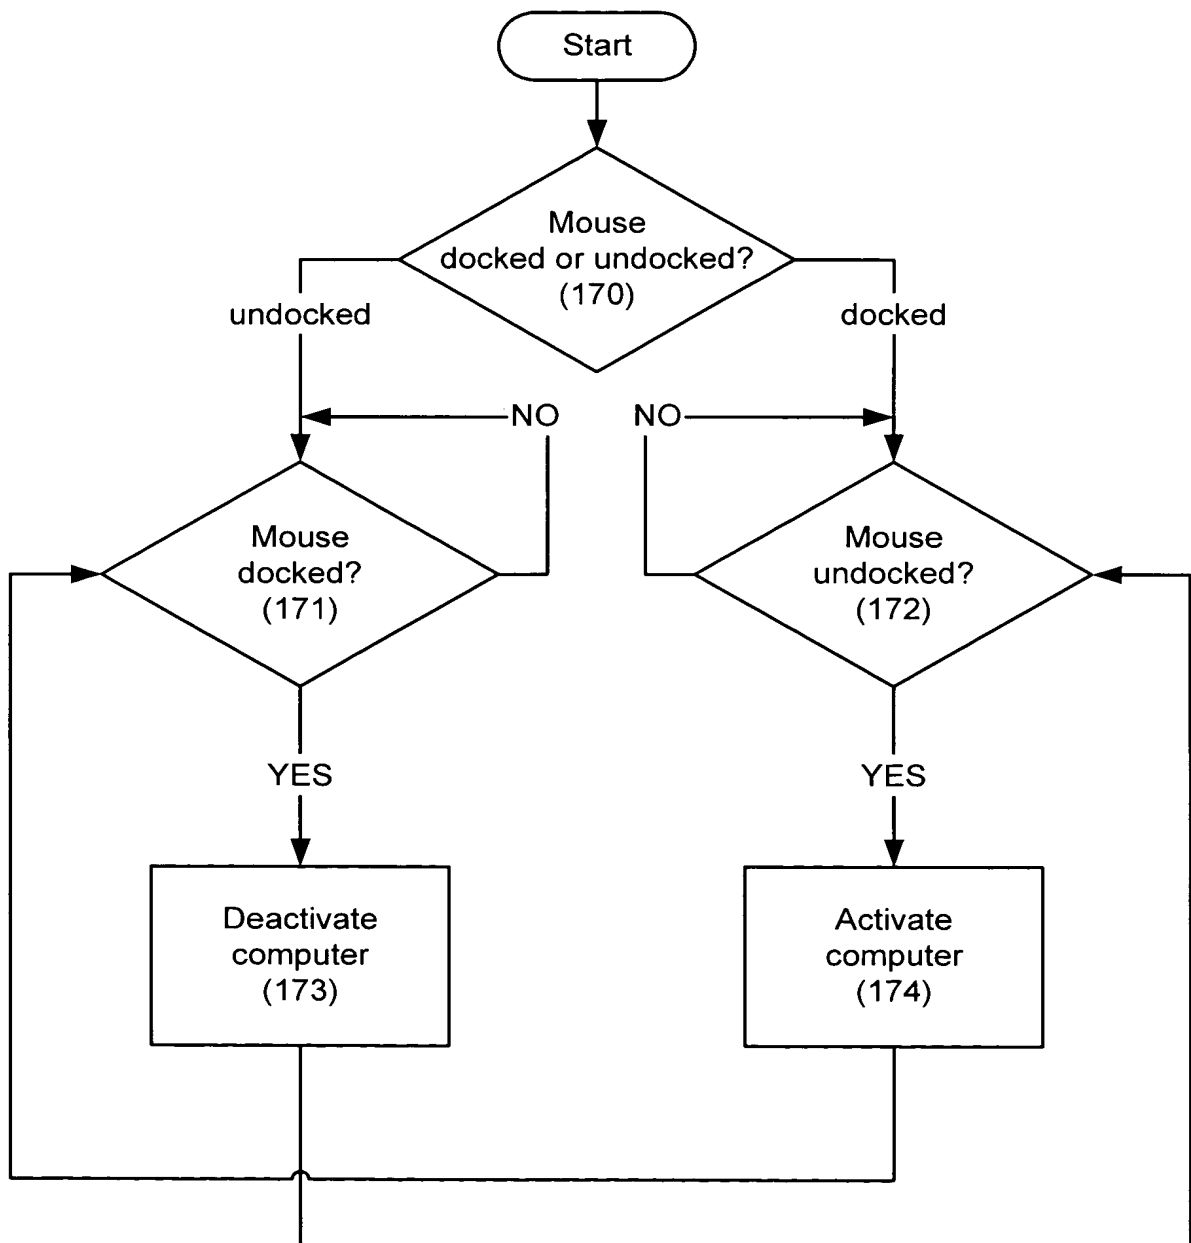 Start
Mouse
docked or undocked?
(170)
undocked
docked
NO
NO
Mouse
docked?
(171)
Mouse
undocked?
(172)
YES
YES
Deactivate
computer
(173)
Activate
computer
(174)